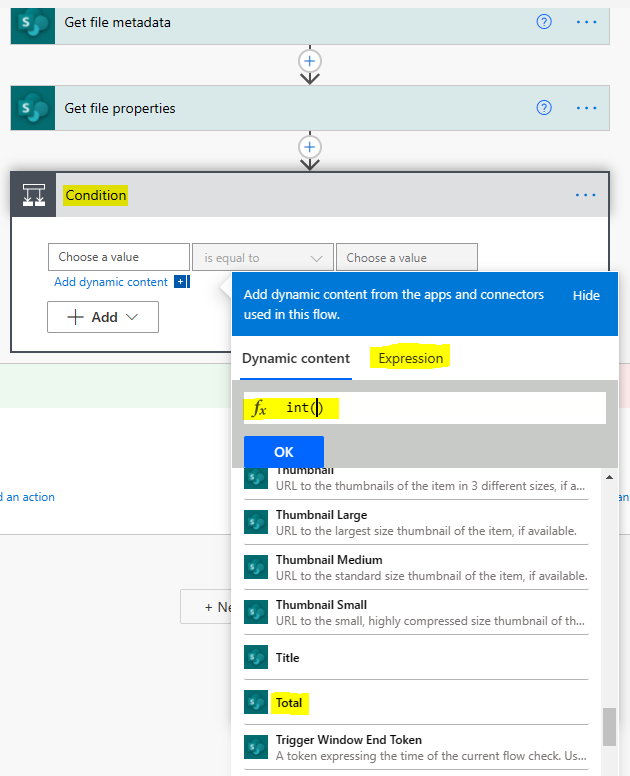 Get file metadata
Get file properties
Condition
Choose a value
is equal to
Choose a value
Add dynamic content
Add
Add dynamic content from the apps and connectors
used in this flow.
Hide
Dynamic content
Expression
fx int()
OK
Thumbnail
URL to the thumbnails of the item in 3 different sizes, if a...
Thumbnail Large
URL to the largest size thumbnail of the item, if available.
Thumbnail Medium
URL to the standard size thumbnail of the item, if available.
Thumbnail Small
URL to the small, highly compressed size thumbnail of th...
Title
Total
Trigger Window End Token
A token expressing the time of the current flow check. Us...
d an action
an
+ Ne